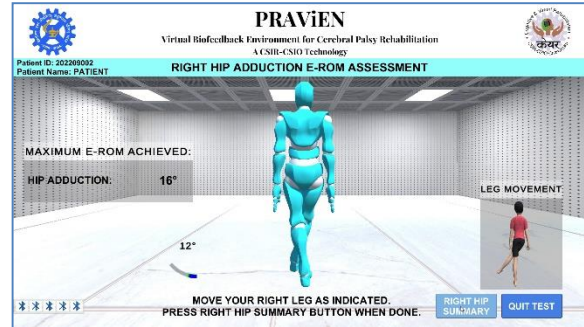 PRAViEN
Virtual Biofeedback Environment for Cerebral Palsy Rehabilitation
A CSIR-CSIO Technology
Patient ID: 202209002
Patient Name: PATIENT
RIGHT HIP ADDUCTION E-ROM ASSESSMENT
केयर
MAXIMUM E-ROM ACHIEVED:
HIP ADDUCTION: 16°
LEG MOVEMENT
12°
MOVE YOUR RIGHT LEG AS INDICATED.
PRESS RIGHT HIP SUMMARY BUTTON WHEN DONE.
RIGHT HIP
SUMMARY
QUIT TEST